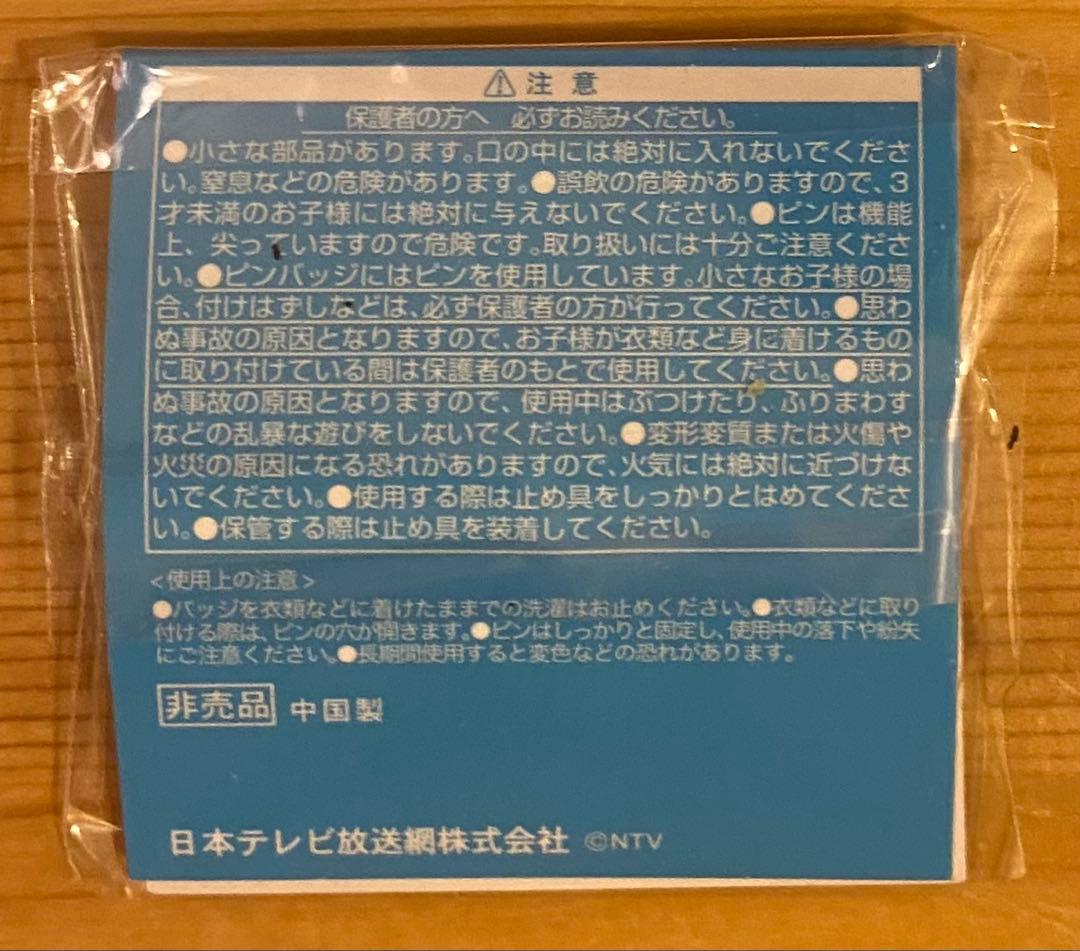 ⚠注 意
保護者の方へ 必ずお読みください。
●小さな部品があります。口の中には絶対に入れないでくださ
い。窒息などの危険があります。●誤飲の危険がありますので、3
才未満のお子様には絶対に与えないでください。●ピンは機能
上、尖っていますので危険です。取り扱いには十分ご注意くださ
い。●ピンバッジにはピンを使用しています。小さなお子様の場
合、付けはずしなどは、必ず保護者の方が行ってください。●思わ
ぬ事故の原因となりますので、お子様が衣類など身に着けるもの
に取り付けている間は保護者のもとで使用してください。●思わ
ぬ事故の原因となりますので、使用中はぶつけたり、ふりまわす
などの乱暴な遊びをしないでください。●変形変質または火傷や
火災の原因になる恐れがありますので、火気には絶対に近づけな
いでください。●使用する際は止め具をしっかりとはめてくださ
い。●保管する際は止め具を装着してください。
<使用上の注意>
●バッジを衣類などに着けたままでの洗濯はお止めください。●衣類などに取り
付ける際は、ピンの穴が開きます。●ピンはしっかりと固定し、使用中の落下や紛失
にご注意ください。●長期間使用すると変色などの恐れがあります。
非売品 中国製
日本テレビ放送網株式会社 ©NTV